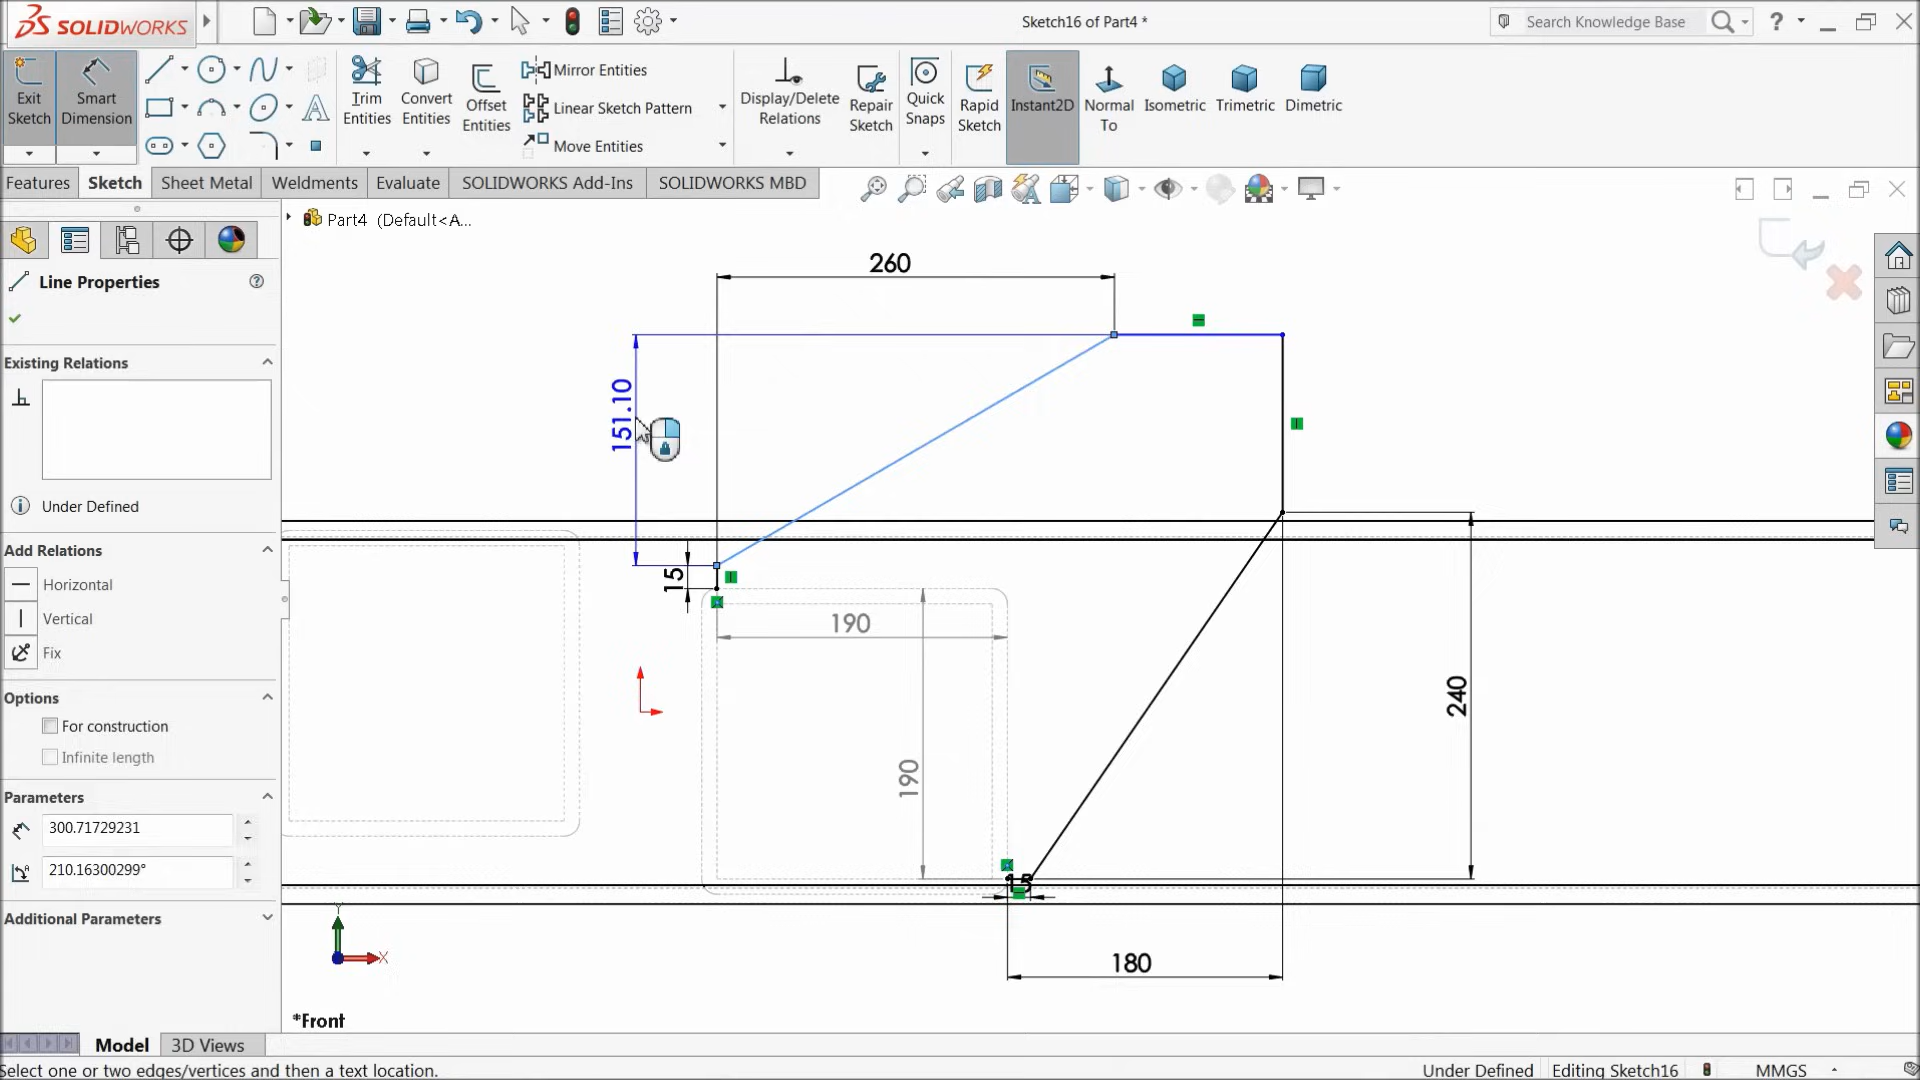 SOLIDWORKS
Sketch16 of Part4 *
Search Knowledge Base
?
Exit Sketch
Smart Dimension
Trim Entities
Convert Entities
Offset Entities
Mirror Entities
Linear Sketch Pattern
Move Entities
Display/Delete Relations
Repair Sketch
Quick Snaps
Rapid Sketch
Instant2D
Normal To
Isometric
Trimetric
Dimetric
Features
Sketch
Sheet Metal
Weldments
Evaluate
SOLIDWORKS Add-Ins
SOLIDWORKS MBD
Part4 (Default<A...
Line Properties
?
Existing Relations
Under Defined
Add Relations
Horizontal
Vertical
Fix
Options
For construction
Infinite length
Parameters
300.71729231
210.16300299°
Additional Parameters
260
151.10
15
190
190
240
15
180
Y
X
*Front
Model
3D Views
Select one or two edges/vertices and then a text location.
Under Defined
Editing Sketch16
MMGS